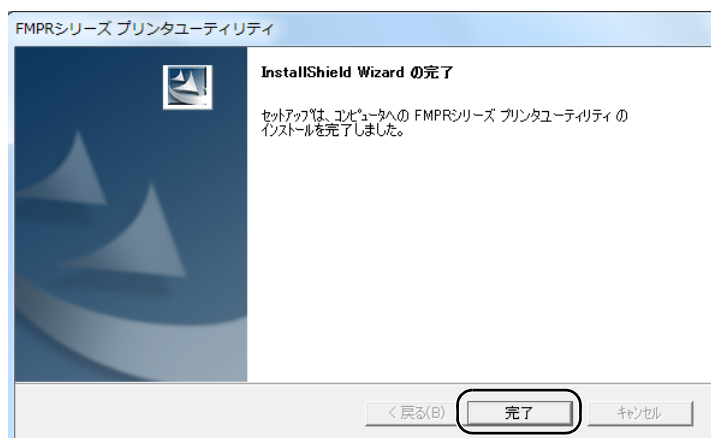 FMPRシリーズ プリンタユーティリティ
InstallShield Wizard の完了
セットアップは、コンピュータへの FMPRシリーズ プリンタユーティリティ の
インストールを完了しました。
< 戻る(B)
完了
キャンセル